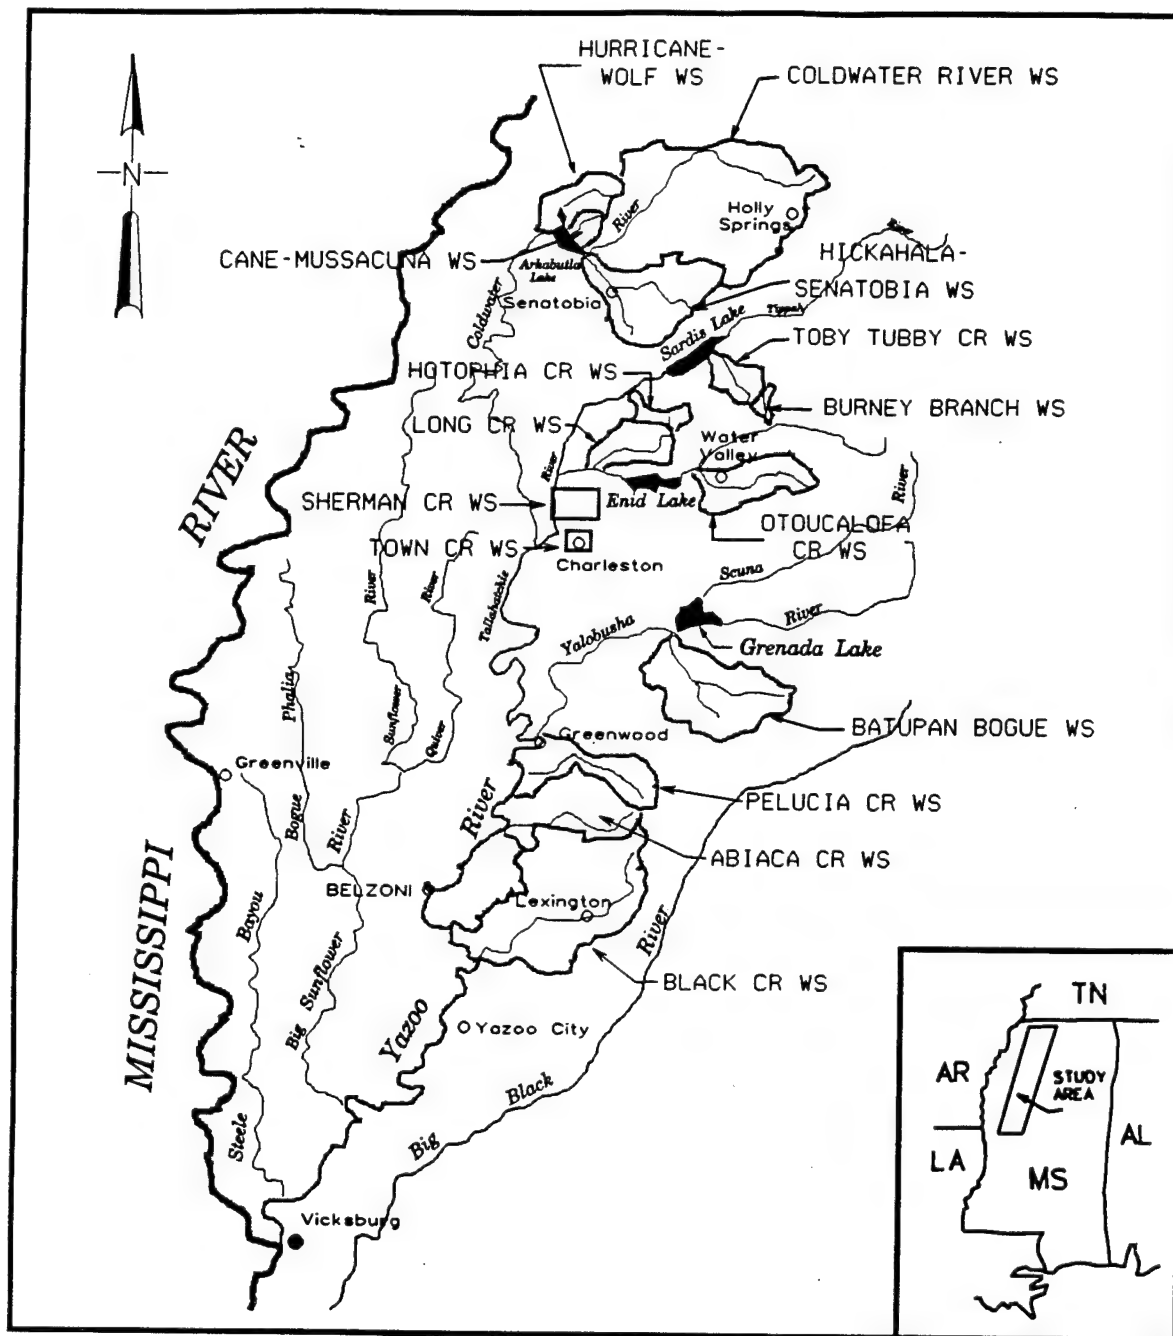 HURRICANE-
WOLF WS
COLDWATER RIVER WS
N
River
Holly
Springs
CANE-MUSSACUNA WS
Arkabutla
Lake
HICKAHALA-
SENATOBIA WS
Senatobia
Coldwater
Sardis Lake
Tippah
TOBY TUBBY CR WS
HOTOPHIA CR WS
BURNEY BRANCH WS
LONG CR WS
Water
Valley
River
River
RIVER
SHERMAN CR WS
Enid Lake
OTOUCALOFA
CR WS
TOWN CR WS
Charleston
Scuna
River
River
Tallahatchie
River
Yalobusha
Grenada Lake
Phalia
Sunflower
Quiver
Greenwood
BATUPAN BOGUE WS
Greenville
Bogue
River
River
PELUCIA CR WS
ABIACA CR WS
MISSISSIPPI
BELZONI
Lexington
Bayou
River
Big Sunflower
BLACK CR WS
Yazoo
Yazoo City
Big Black
Steele
Vicksburg
TN
AR
STUDY
AREA
LA
MS
AL